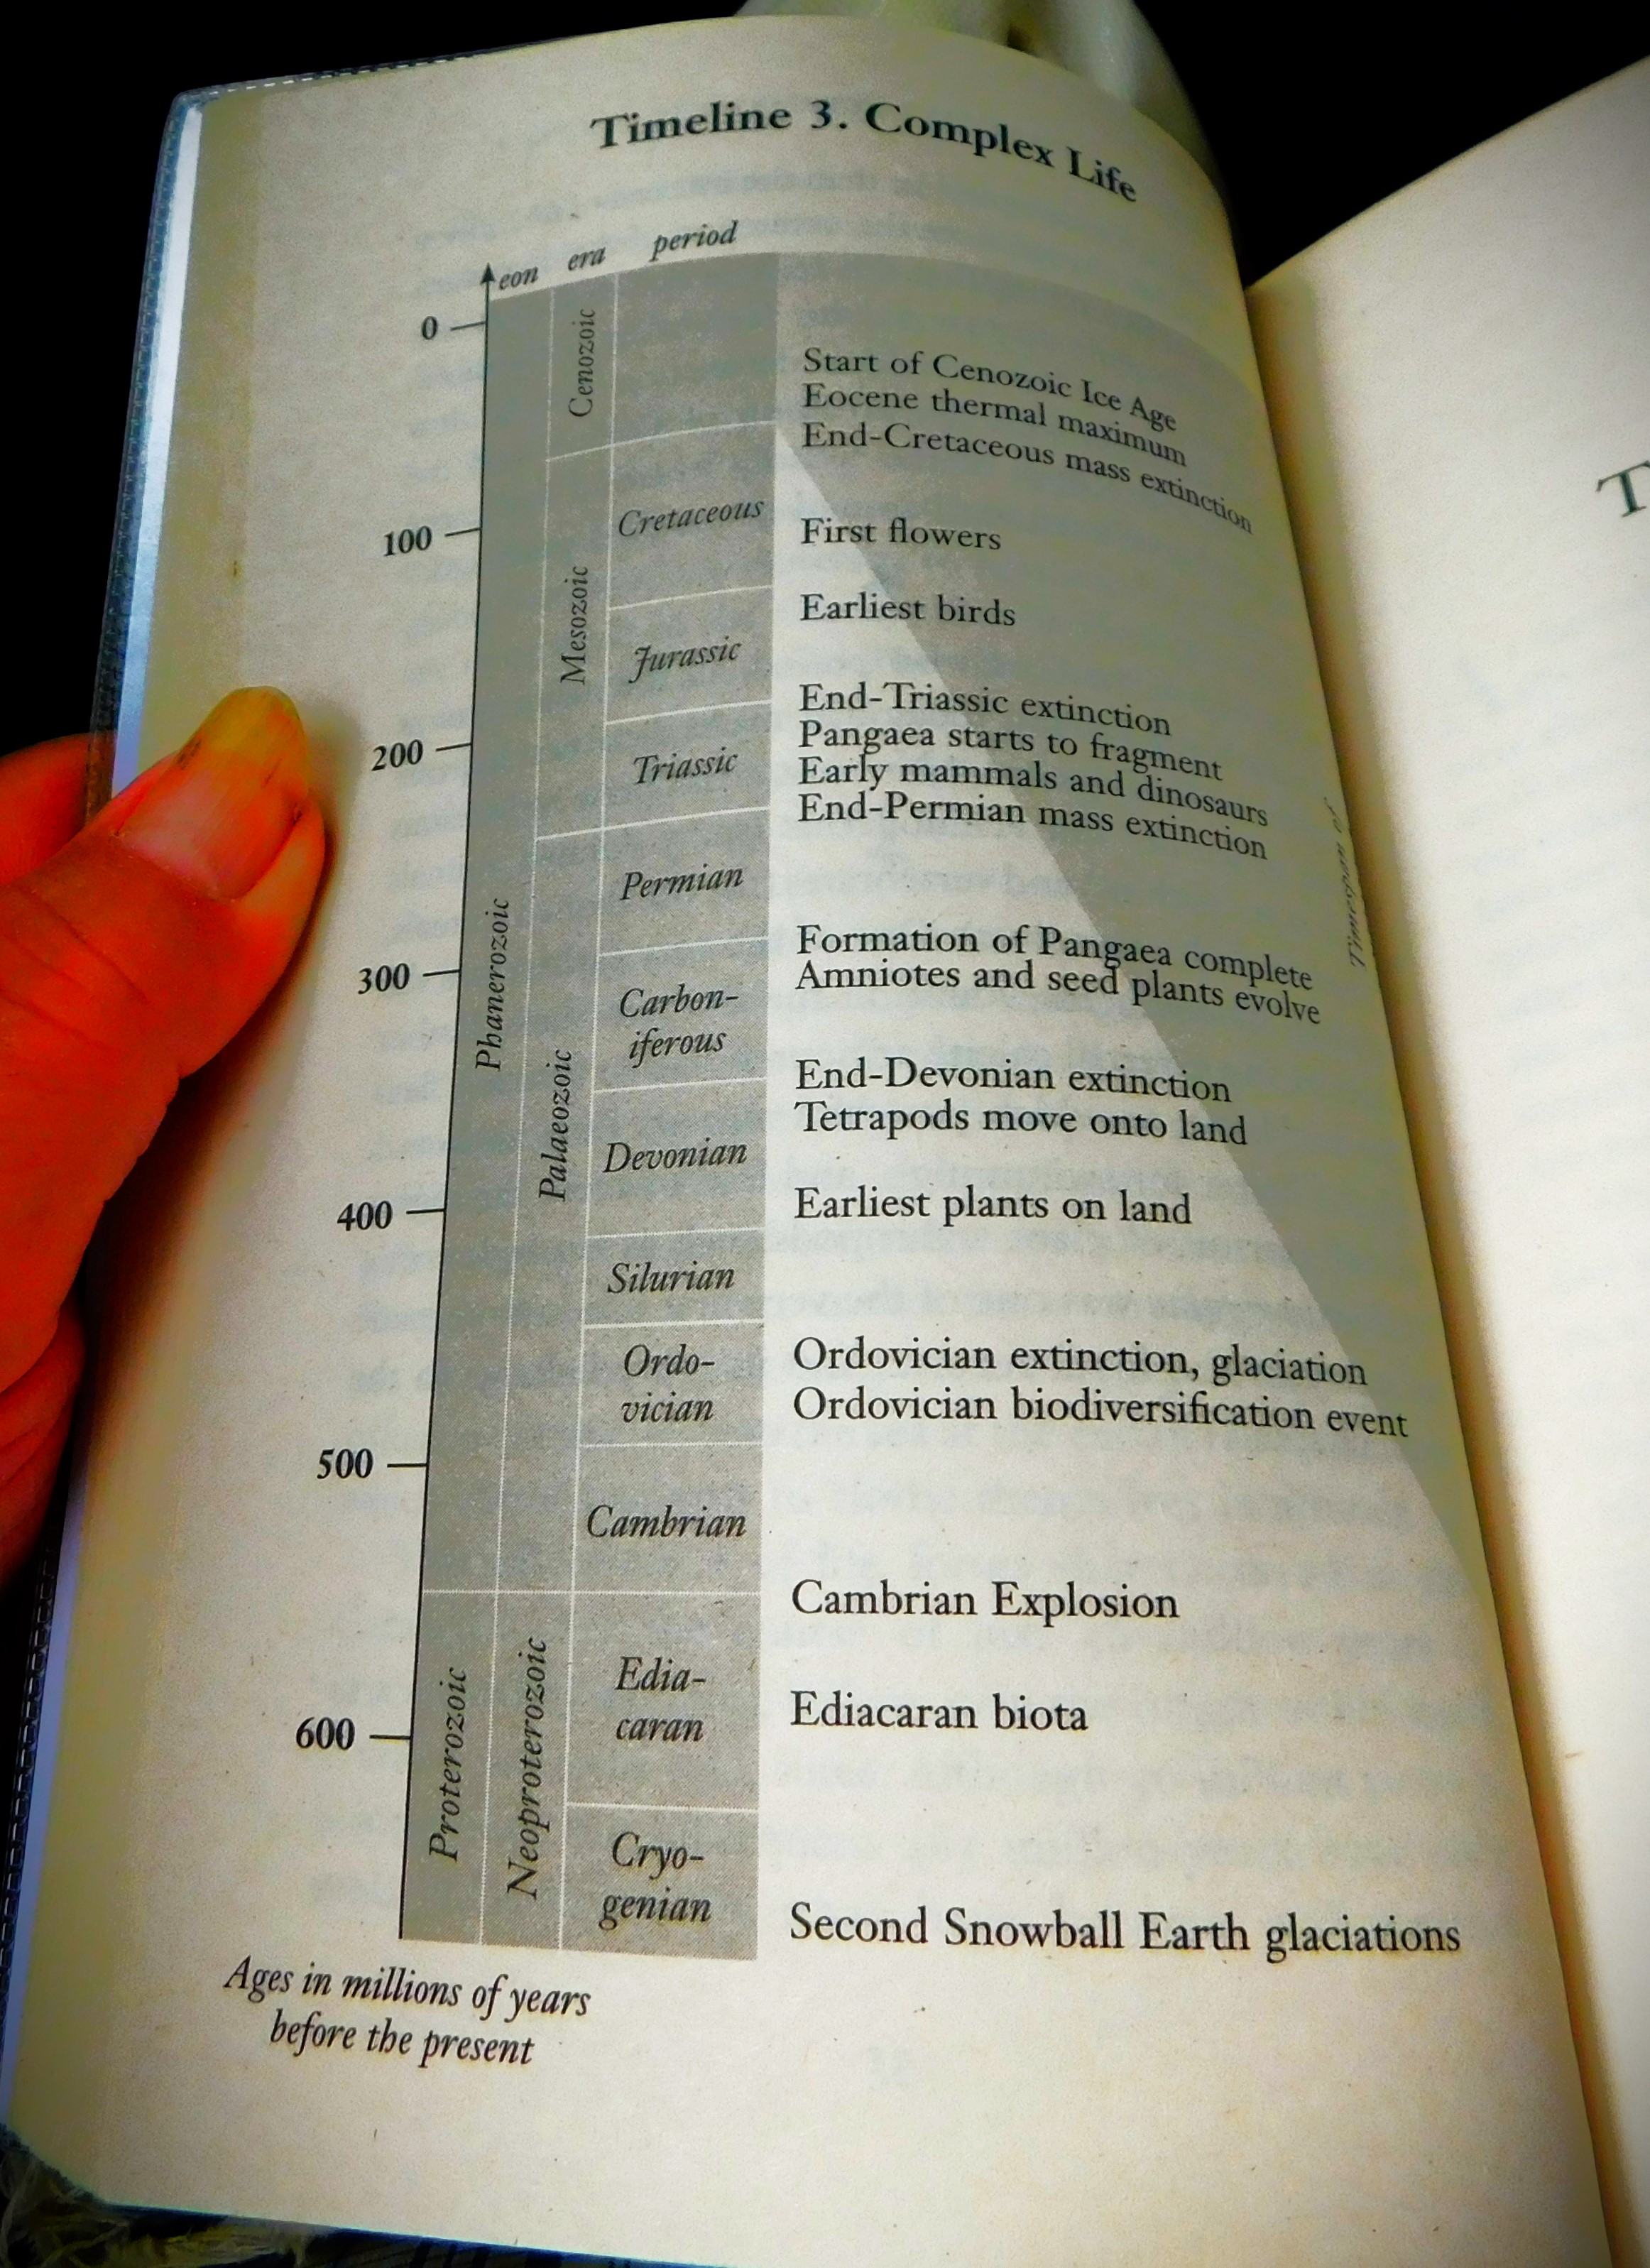 Timeline 3. Complex Life
eon era period
0
Cenozoic
Start of Cenozoic Ice Age
Eocene thermal maximum
End-Cretaceous mass extinction
100
Mesozoic
Cretaceous
First flowers
Earliest birds
Jurassic
End-Triassic extinction
Pangaea starts to fragment
200
Triassic
Early mammals and dinosaurs
End-Permian mass extinction
Phanerozoic
Palaeozoic
Permian
Formation of Pangaea complete
300
Amniotes and seed plants evolve
Carbon-
iferous
End-Devonian extinction
Tetrapods move onto land
Devonian
400
Earliest plants on land
Silurian
Ordo-
vician
Ordovician extinction, glaciation
Ordovician biodiversification event
500
Cambrian
Cambrian Explosion
Proterozoic
Neoproterozoic
Edia-
caran
Ediacaran biota
600
Cryo-
genian
Second Snowball Earth glaciations
Ages in millions of years
before the present
Timespan of
T